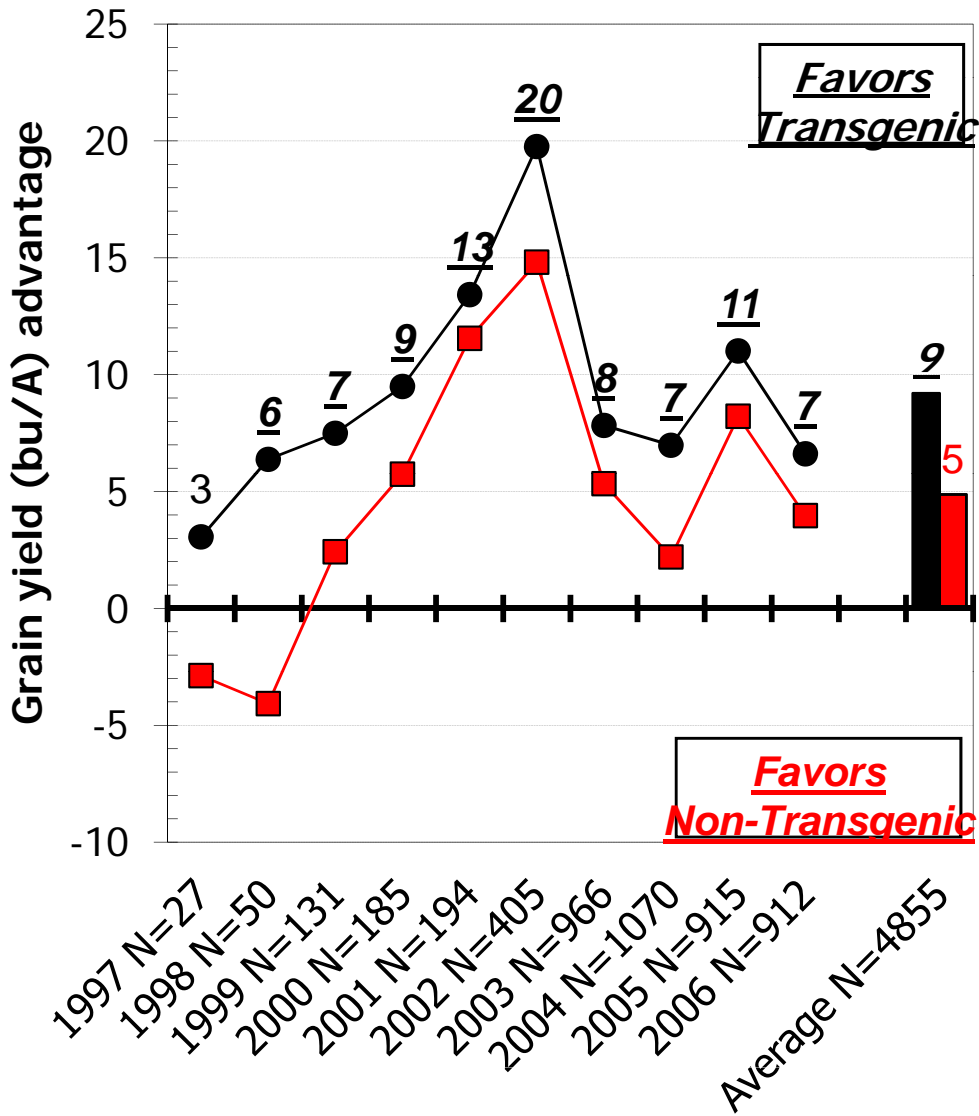 Grain yield (bu/A) advantage
25
20
15
10
5
0
-5
-10
Favors
Transgenic
3
6
7
9
13
20
8
7
11
7
9
5
Favors
Non-Transgenic
1997 N=27
1998 N=50
1999 N=131
2000 N=185
2001 N=194
2002 N=405
2003 N=966
2004 N=1070
2005 N=915
2006 N=912
Average N=4855